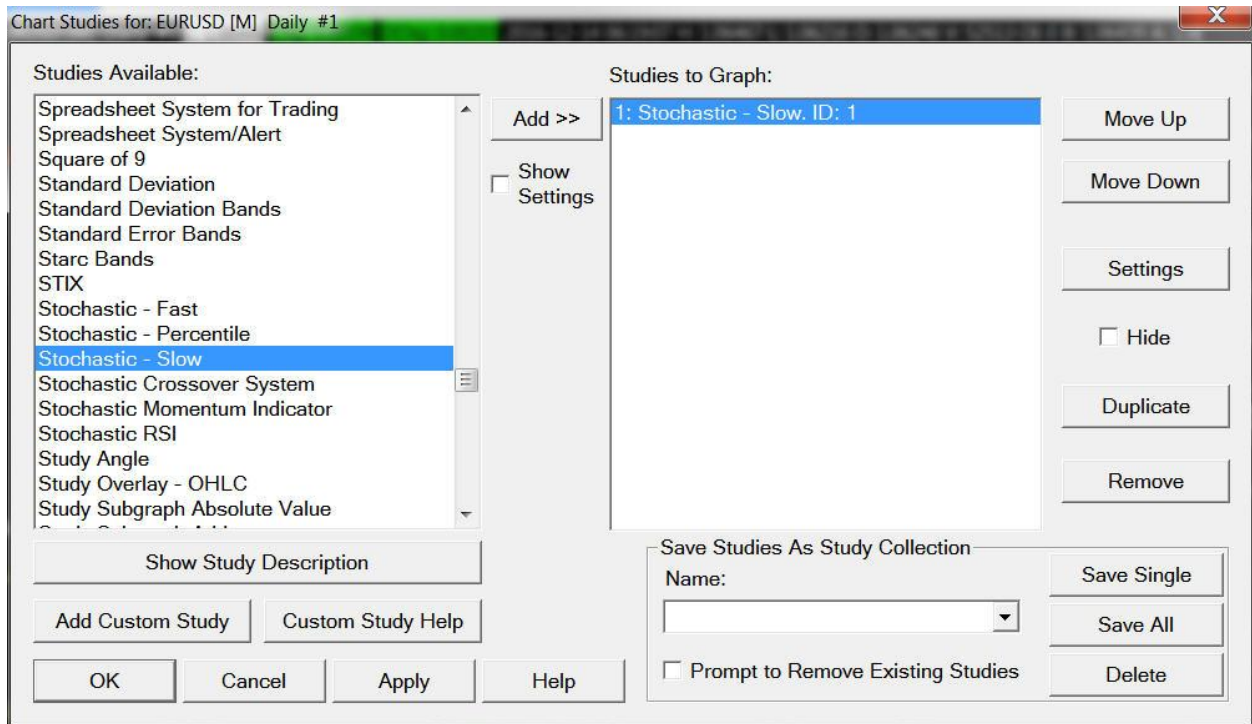 Chart Studies for: EURUSD [M] Daily #1
Studies Available:
Spreadsheet System for Trading
Spreadsheet System/Alert
Square of 9
Standard Deviation
Standard Deviation Bands
Standard Error Bands
Starc Bands
STIX
Stochastic - Fast
Stochastic - Percentile
Stochastic - Slow
Stochastic Crossover System
Stochastic Momentum Indicator
Stochastic RSI
Study Angle
Study Overlay - OHLC
Study Subgraph Absolute Value
Add >>
Show
Settings
Studies to Graph:
1: Stochastic - Slow. ID: 1
Move Up
Move Down
Settings
Hide
Duplicate
Remove
Show Study Description
Add Custom Study
Custom Study Help
OK
Cancel
Apply
Help
Save Studies As Study Collection
Name:
Prompt to Remove Existing Studies
Save Single
Save All
Delete